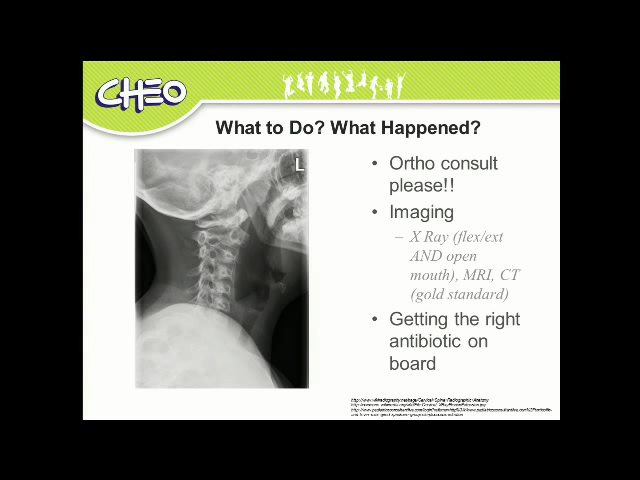 CHEO
What to Do? What Happened?
L
• Ortho consult
please!!
• Imaging
– X Ray (flex/ext
AND open
mouth), MRI, CT
(gold standard)
• Getting the right
antibiotic on
board